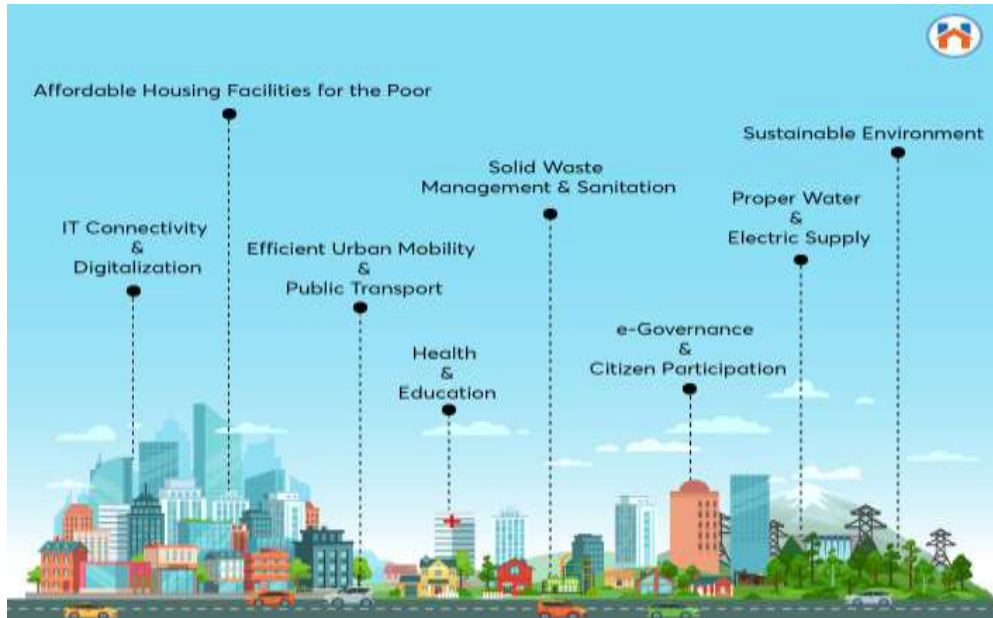 Affordable Housing Facilities for the Poor
Sustainable Environment
Solid Waste
Management & Sanitation
Proper Water
&
Electric Supply
IT Connectivity
&
Digitalization
Efficient Urban Mobility
&
Public Transport
e-Governance
&
Citizen Participation
Health
&
Education